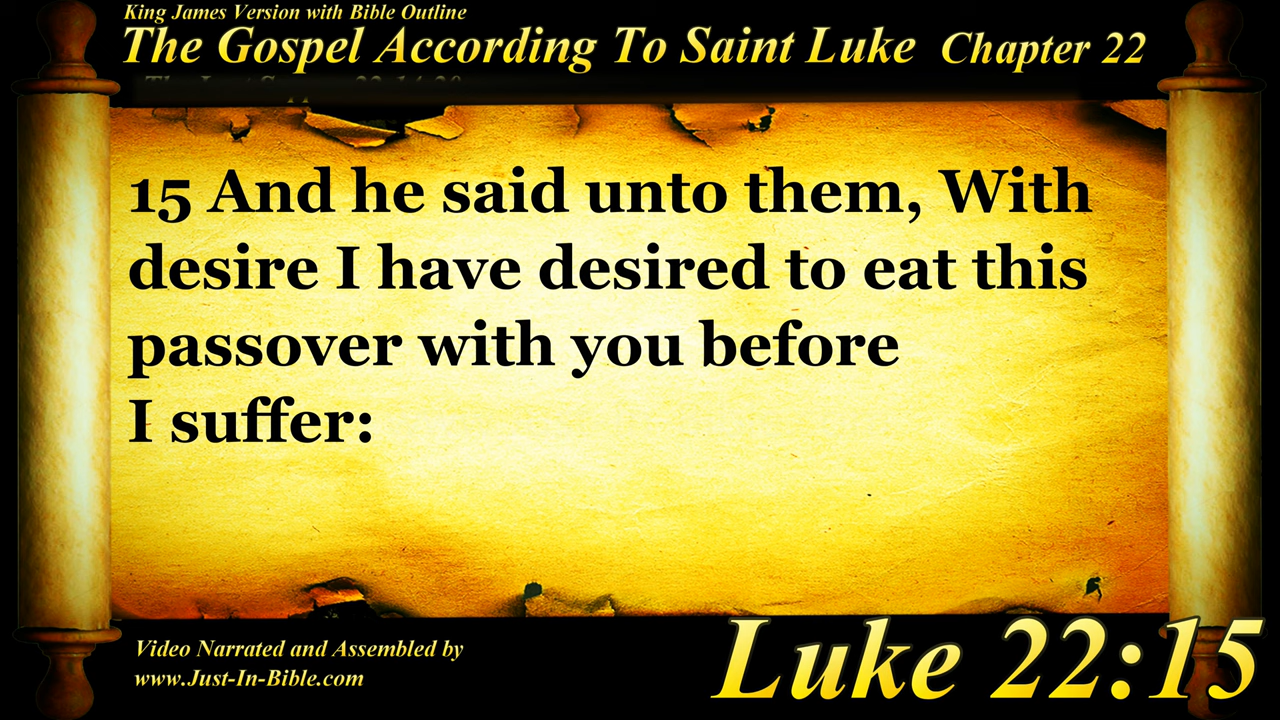 King James Version with Bible Outline
The Gospel According To Saint Luke Chapter 22
15 And he said unto them, With
desire I have desired to eat this
passover with you before
I suffer:
Video Narrated and Assembled by
www.Just-In-Bible.com
Luke 22:15